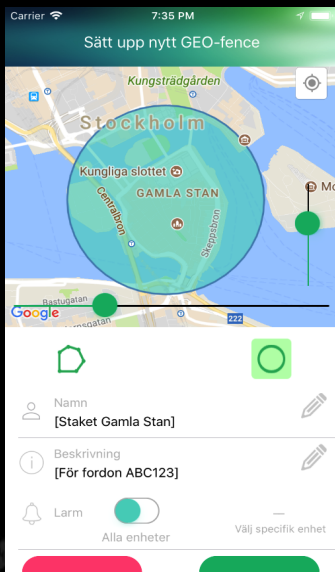 Carrier 7:35 PM
Sätt upp nytt GEO-fence
Kungsträdgården
Stockholm
Kungliga slottet
GAMLA STAN
Centralbron
Skeppsbron
Mo
Bastugatan
Google
222
Namn
[Staket Gamla Stan]
Beskrivning
[För fordon ABC123]
Larm
Alla enheter
Välj specifik enhet